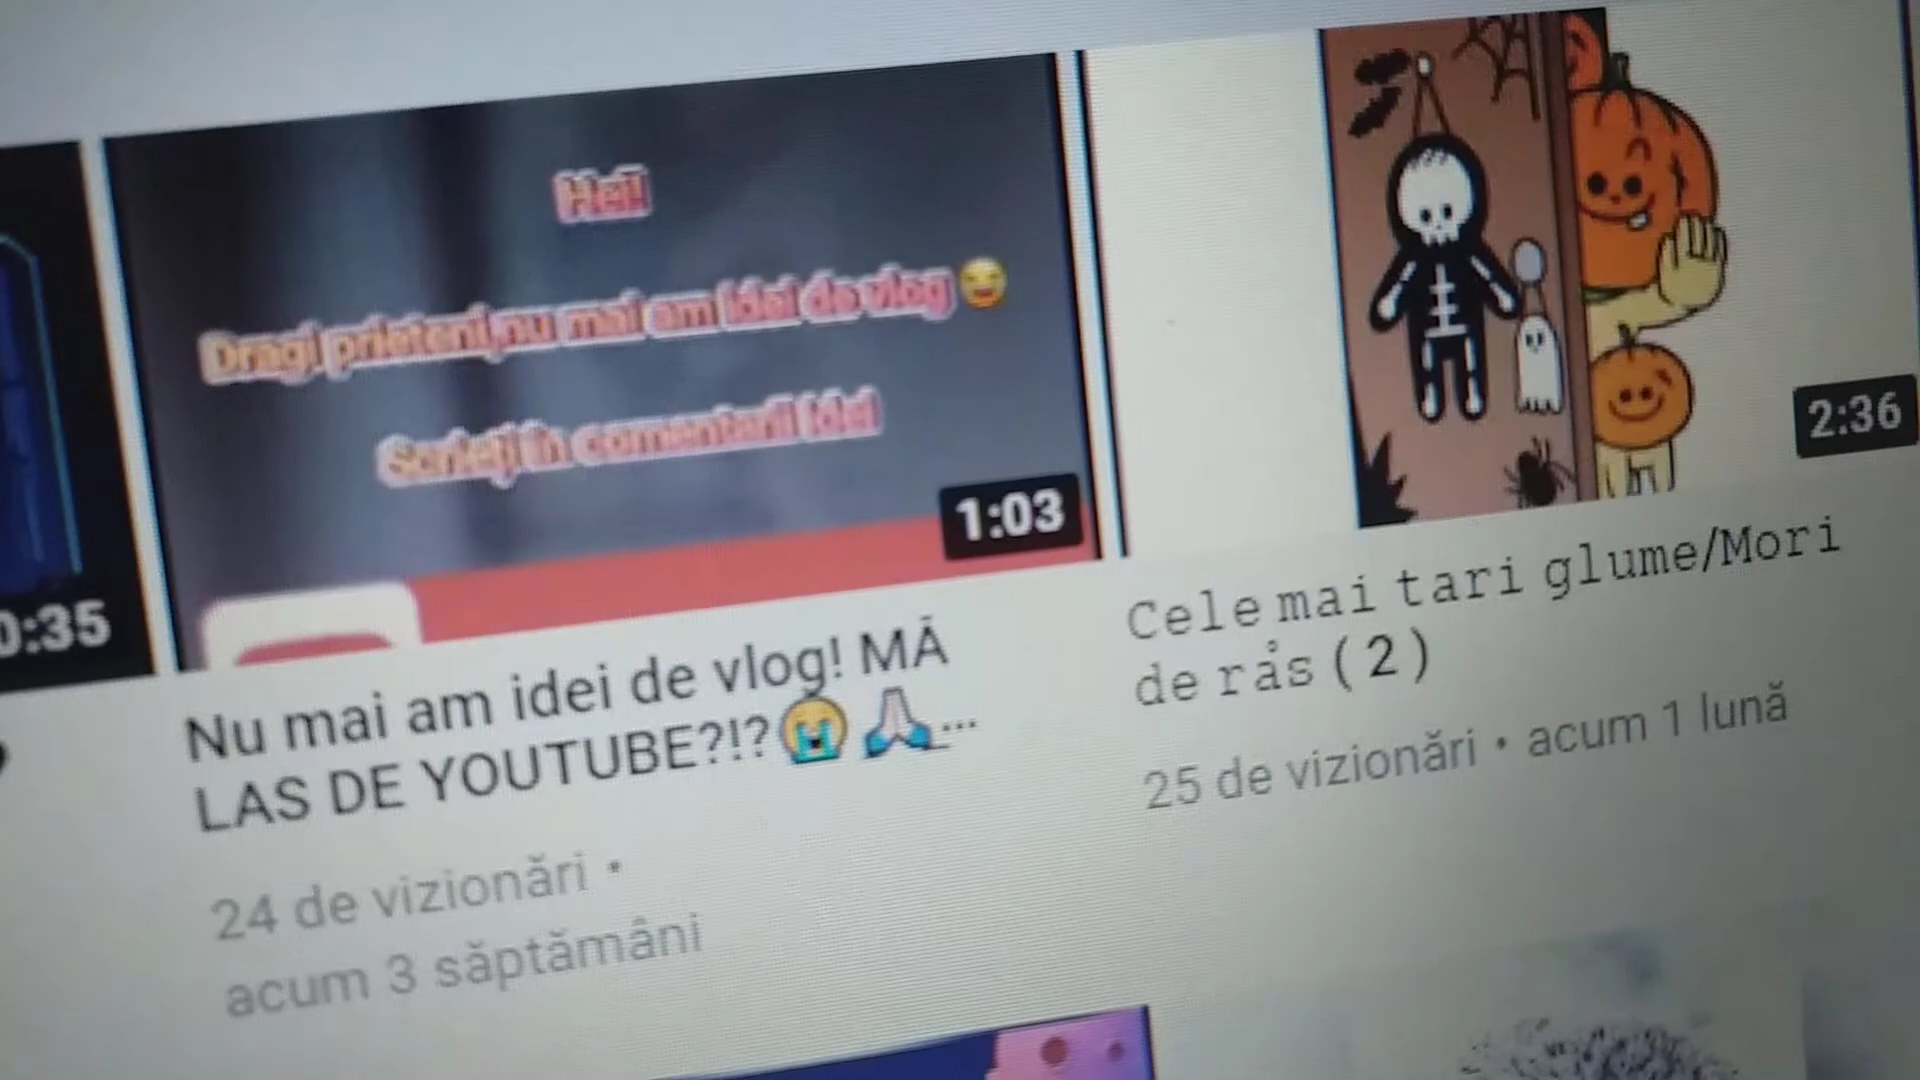 Hei!
Dragi prieteni,nu mai am idei de vlog 😅
Scrieți în comentarii idei
1:03
2:36
0:35
Nu mai am idei de vlog! MĂ
LAS DE YOUTUBE?!?😭🙏...
24 de vizionări •
acum 3 săptămâni
Cele mai tari glume/Mori
de râs (2)
25 de vizionări • acum 1 lună